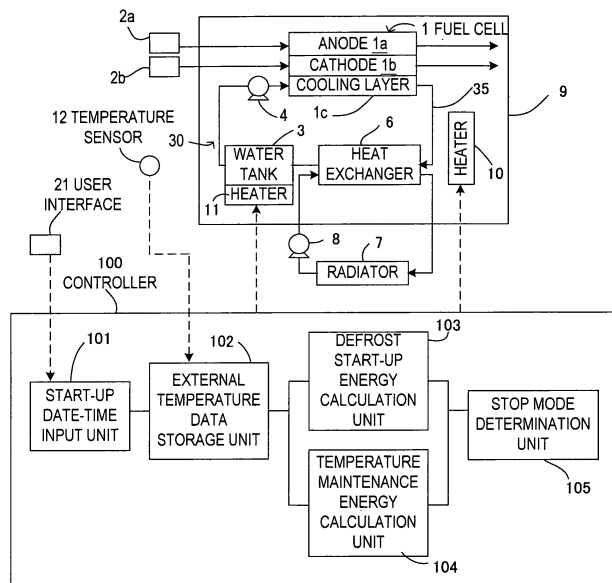 2a
1 FUEL CELL
ANODE 1a
2b
CATHODE 1b
COOLING LAYER
4
1c
35
9
12 TEMPERATURE
SENSOR
30
3
6
WATER
TANK
HEAT
EXCHANGER
HEATER
10
11
HEATER
21 USER
INTERFACE
8
7
RADIATOR
100
CONTROLLER
101
102
103
START-UP
DATE-TIME
INPUT UNIT
EXTERNAL
TEMPERATURE
DATA
STORAGE UNIT
DEFROST
START-UP
ENERGY
CALCULATION
UNIT
STOP MODE
DETERMINATION
UNIT
105
TEMPERATURE
MAINTENANCE
ENERGY
CALCULATION
UNIT
104